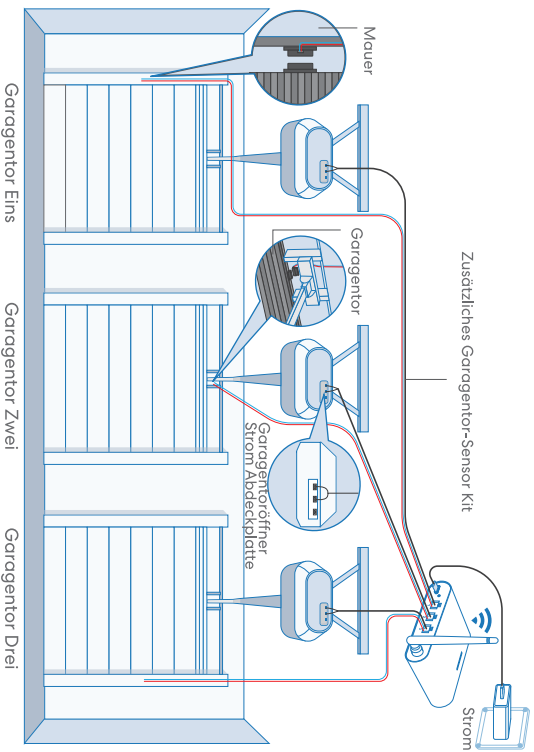 Mauer
Garagentor
Zusätzliches Garagentor-Sensor Kit
Garagentoröffner
Strom Abdeckplatte
Strom
Garagentor Eins
Garagentor Zwei
Garagentor Drei